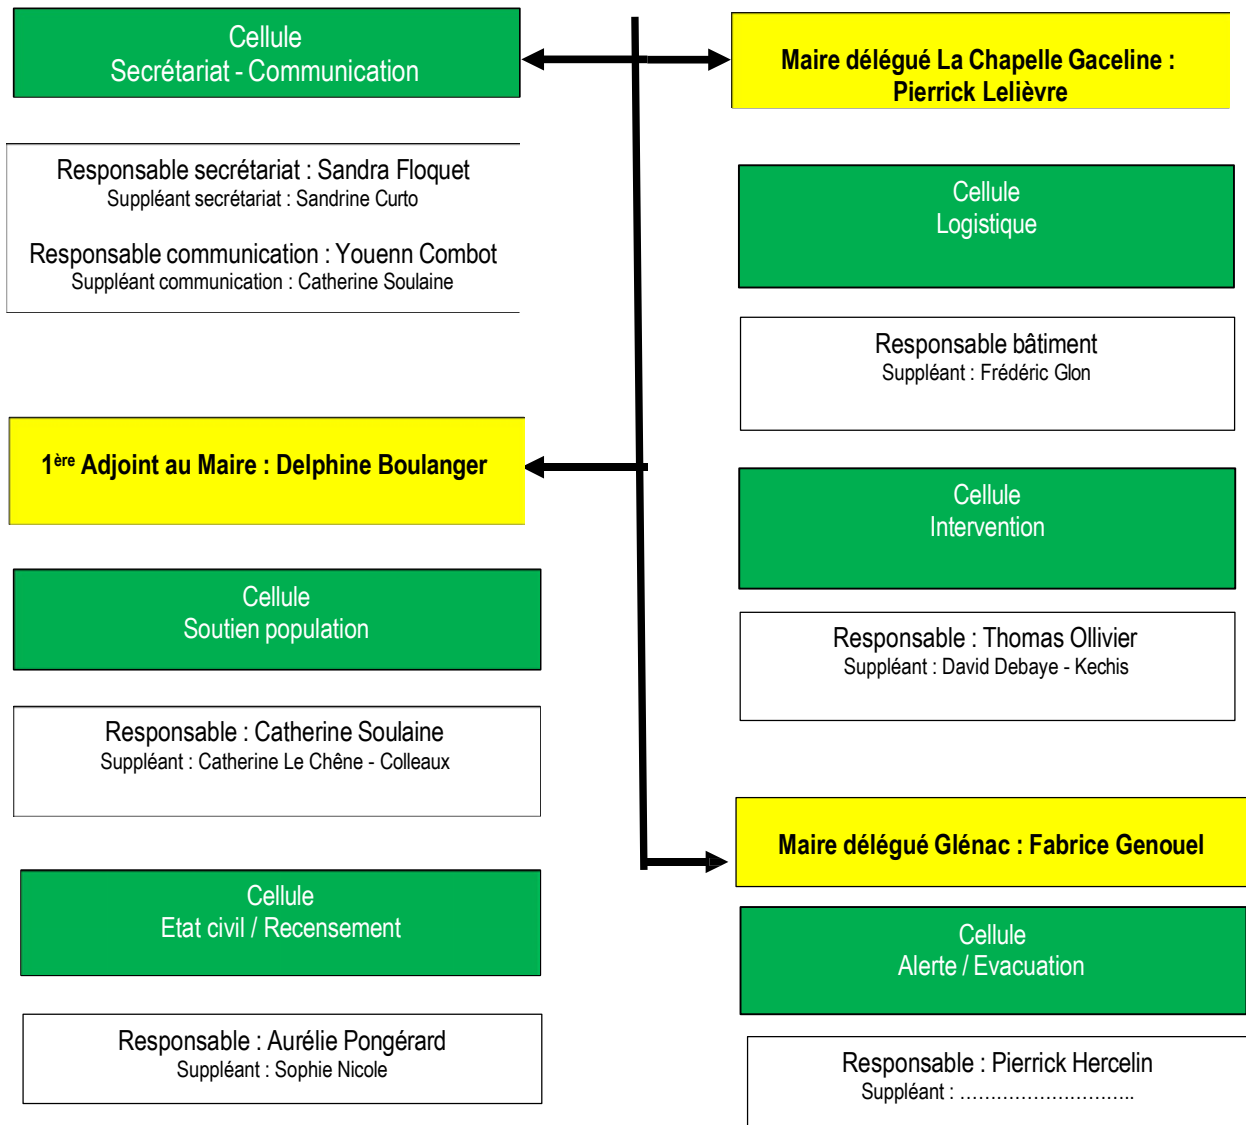 Cellule
Secrétariat - Communication
Responsable secrétariat : Sandra Floquet
Suppléant secrétariat : Sandrine Curto
Responsable communication : Youenn Combot
Suppléant communication : Catherine Soulaine
1ère Adjoint au Maire : Delphine Boulanger
Cellule
Soutien population
Responsable : Catherine Soulaine
Suppléant : Catherine Le Chêne - Colleaux
Cellule
Etat civil / Recensement
Responsable : Aurélie Pongérard
Suppléant : Sophie Nicole
Maire délégué La Chapelle Gaceline :
Pierrick Lelièvre
Cellule
Logistique
Responsable bâtiment
Suppléant : Frédéric Glon
Cellule
Intervention
Responsable : Thomas Ollivier
Suppléant : David Debaye - Kechis
Maire délégué Glénac : Fabrice Genouel
Cellule
Alerte / Evacuation
Responsable : Pierrick Hercelin
Suppléant : ……………………..